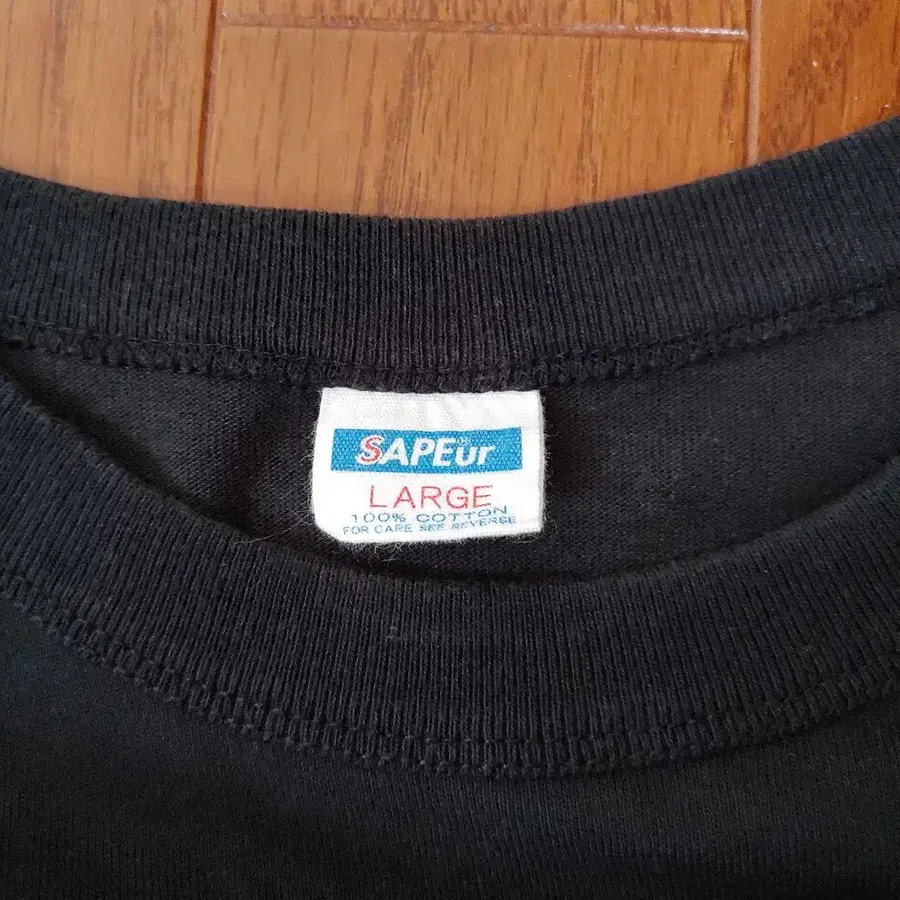 SAPEur
LARGE
100% COTTON
FOR CARE SEE REVERSE